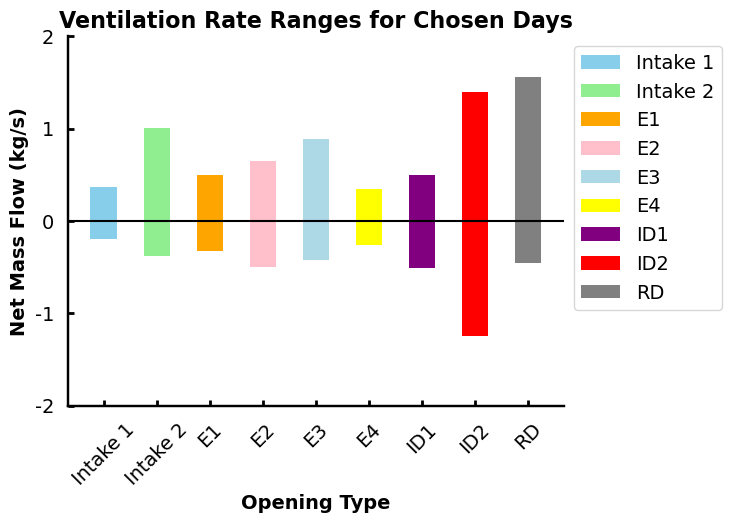 Ventilation Rate Ranges for Chosen Days
Net Mass Flow (kg/s)
2
1
0
-1
-2
Intake 1
Intake 2
E1
E2
E3
E4
ID1
ID2
RD
Opening Type
Intake 1
Intake 2
E1
E2
E3
E4
ID1
ID2
RD